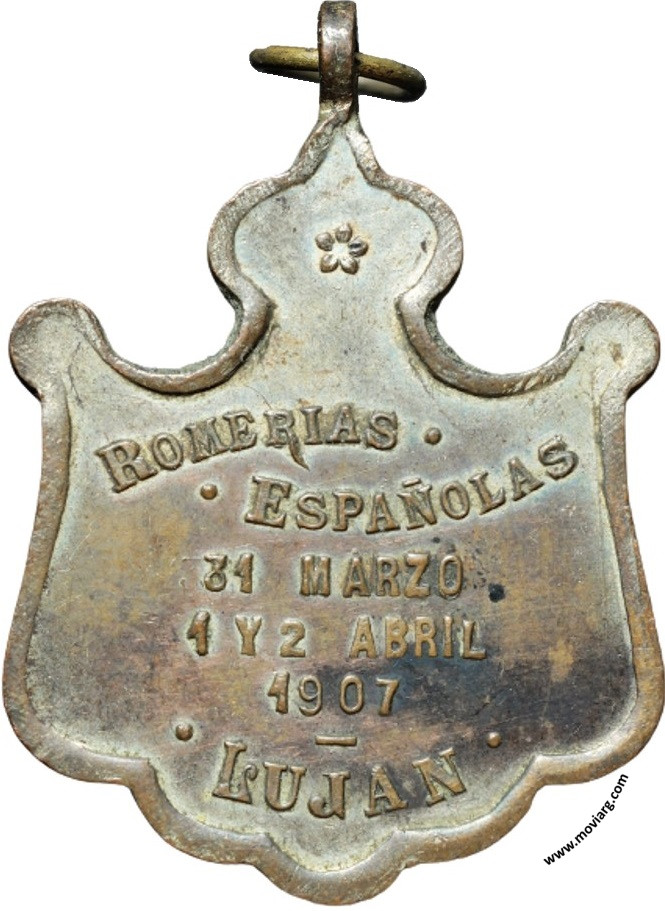 ROMERIAS ·
· ESPAÑOLAS
31 MARZO
1 Y 2 ABRIL
1907
· LUJAN ·
www.moviarg.com